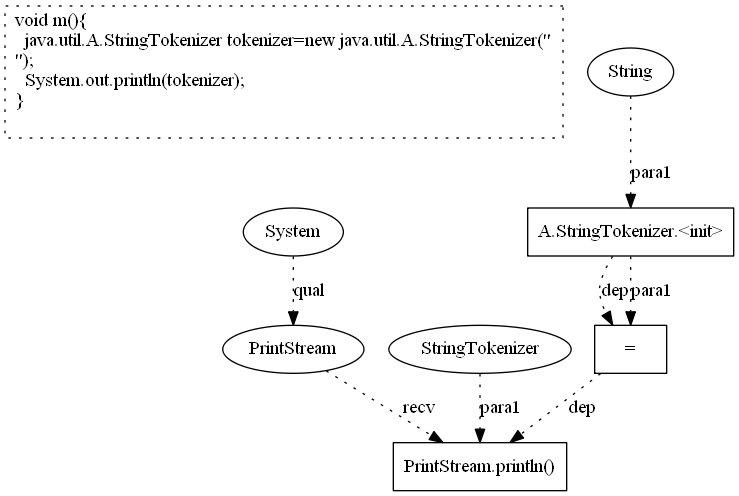 void m(){
java.util.A.StringTokenizer tokenizer=new java.util.A.StringTokenizer("
");
System.out.println(tokenizer);
}
String
para1
System
A.StringTokenizer.<init>
qual
dep
para1
PrintStream
StringTokenizer
=
recv
para1
dep
PrintStream.println()